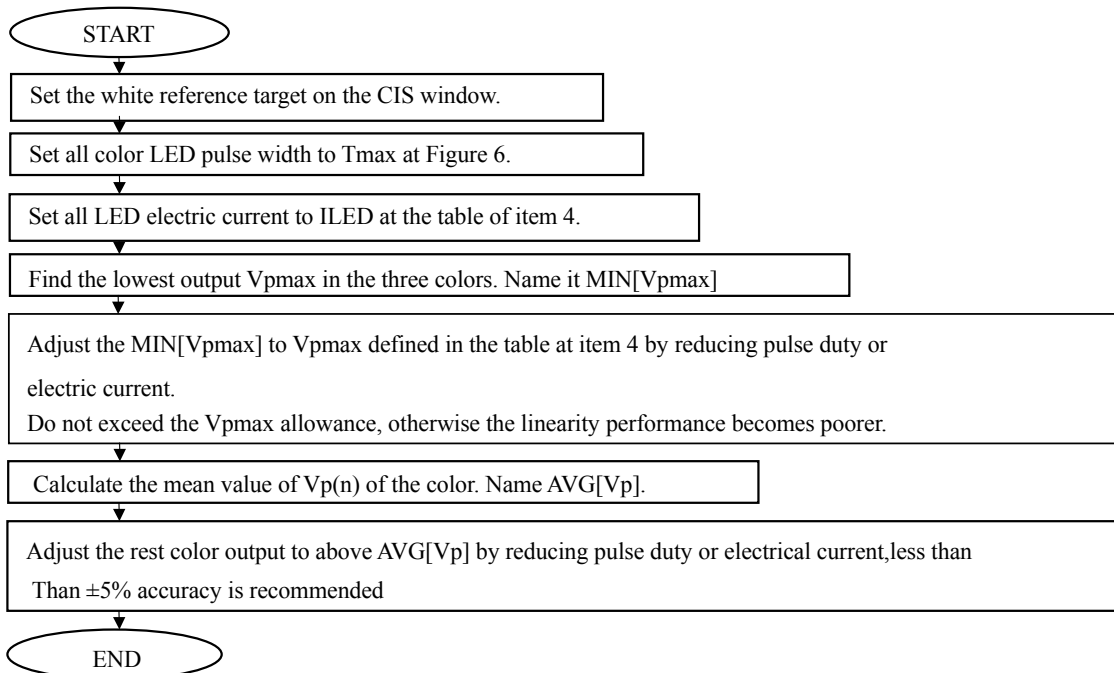 START
Set the white reference target on the CIS window.
Set all color LED pulse width to Tmax at Figure 6.
Set all LED electric current to ILED at the table of item 4.
Find the lowest output Vpmax in the three colors. Name it MIN[Vpmax]
Adjust the MIN[Vpmax] to Vpmax defined in the table at item 4 by reducing pulse duty or
electric current.
Do not exceed the Vpmax allowance, otherwise the linearity performance becomes poorer.
Calculate the mean value of Vp(n) of the color. Name AVG[Vp].
Adjust the rest color output to above AVG[Vp] by reducing pulse duty or electrical current,less than
Than ±5% accuracy is recommended
END